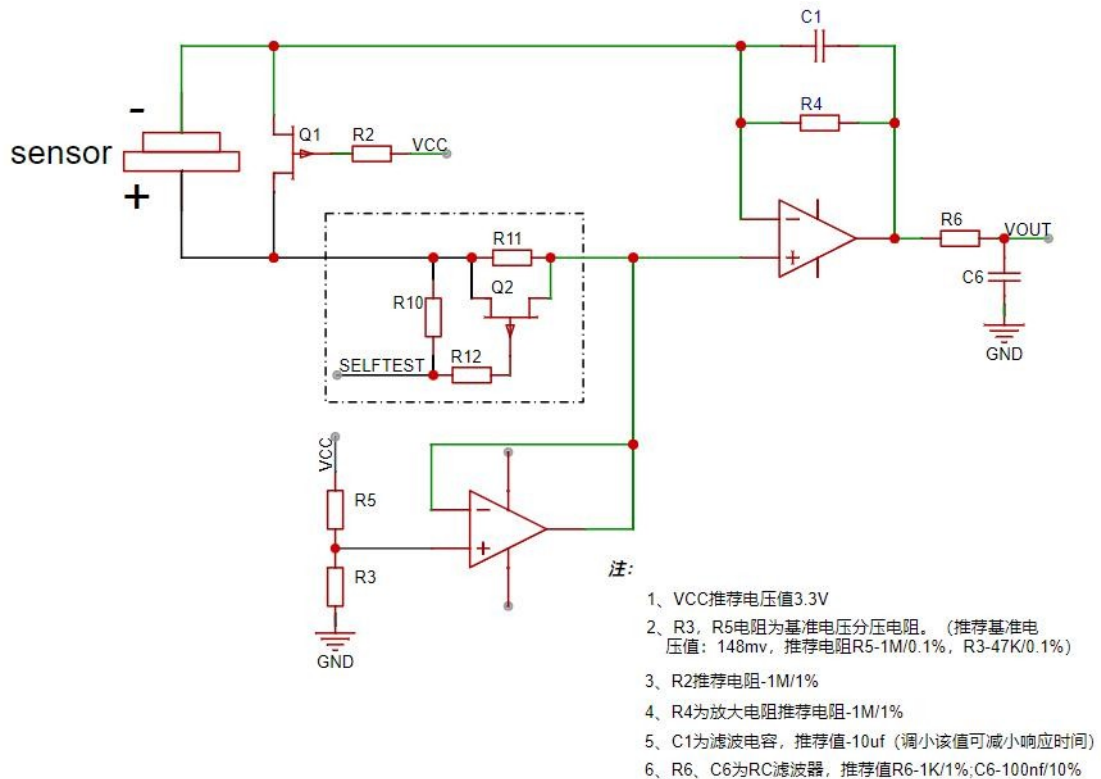 C1
R4
-
sensor
+
Q1
R2
VCC
R11
Q2
R10
R12
SELFTEST
R6
VOUT
C6
GND
VCC
R5
R3
GND
注：
1、VCC推荐电压值3.3V
2、R3，R5电阻为基准电压分压电阻。（推荐基准电
压值：148mv，推荐电阻R5-1M/0.1%，R3-47K/0.1%）
3、R2推荐电阻-1M/1%
4、R4为放大电阻推荐电阻-1M/1%
5、C1为滤波电容，推荐值-10uf（调小该值可减小响应时间）
6、R6、C6为RC滤波器，推荐值R6-1K/1%;C6-100nf/10%